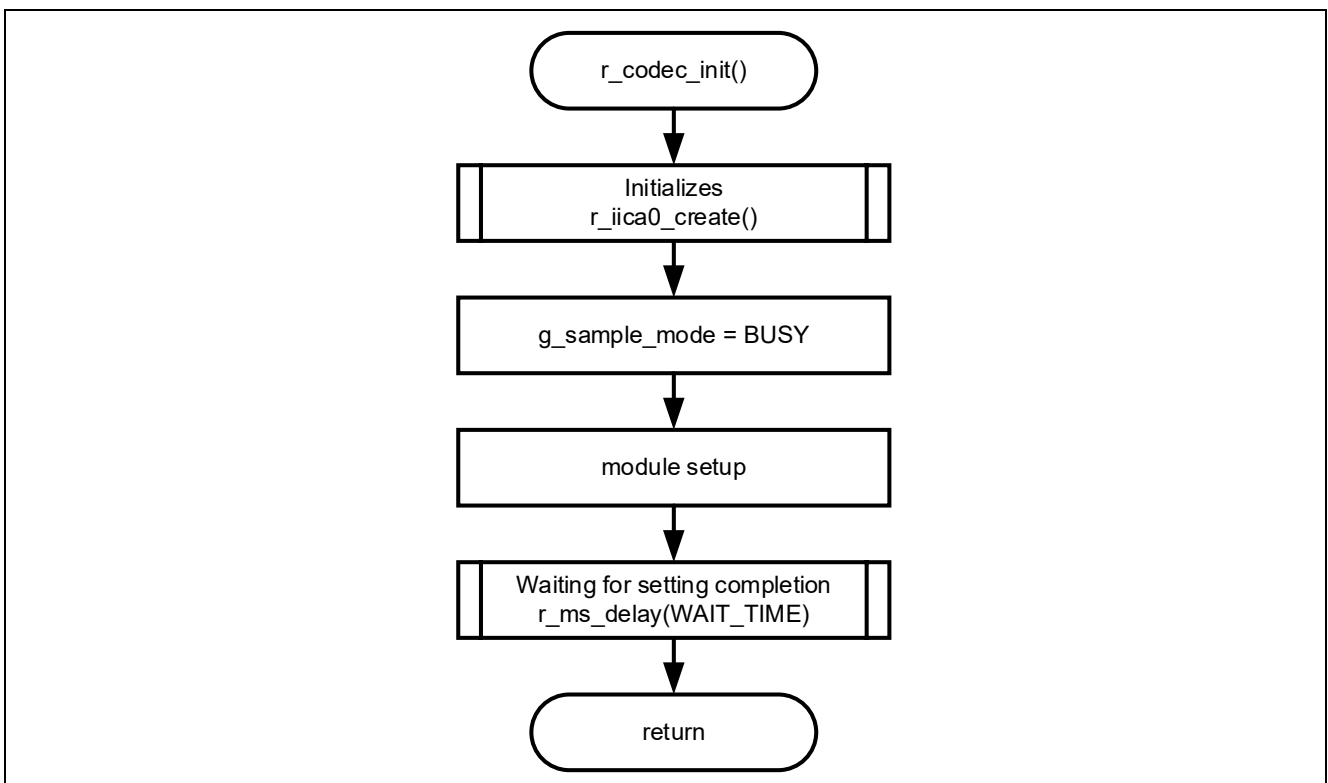 r_codec_init()
Initializes
r_iica0_create()
g_sample_mode = BUSY
module setup
Waiting for setting completion
r_ms_delay(WAIT_TIME)
return